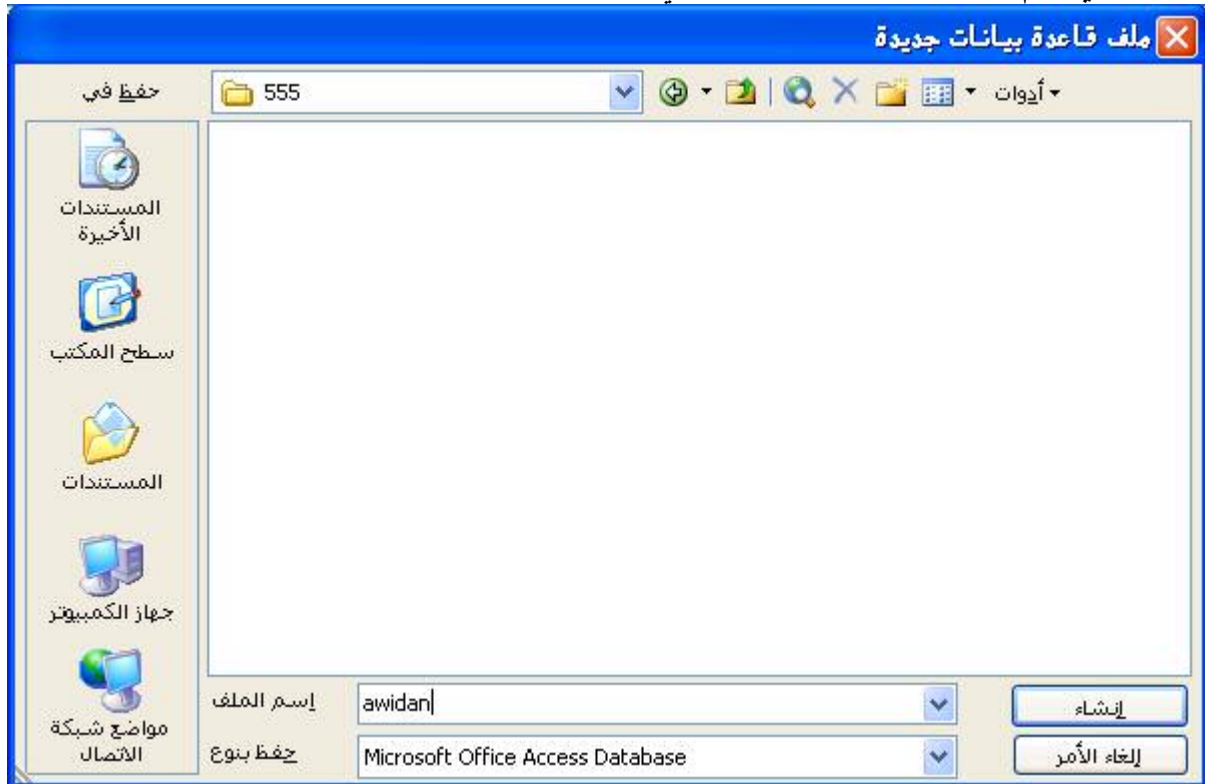 ملف قاعدة بيانات جديدة
حفظ في
555
أدوات
المستندات
الأخيرة
سطح المكتب
المستندات
جهاز الكمبيوتر
مواضع شبكة
الاتصال
إسم الملف
awidan
إنشاء
حفظ بنوع
Microsoft Office Access Database
إلغاء الأمر